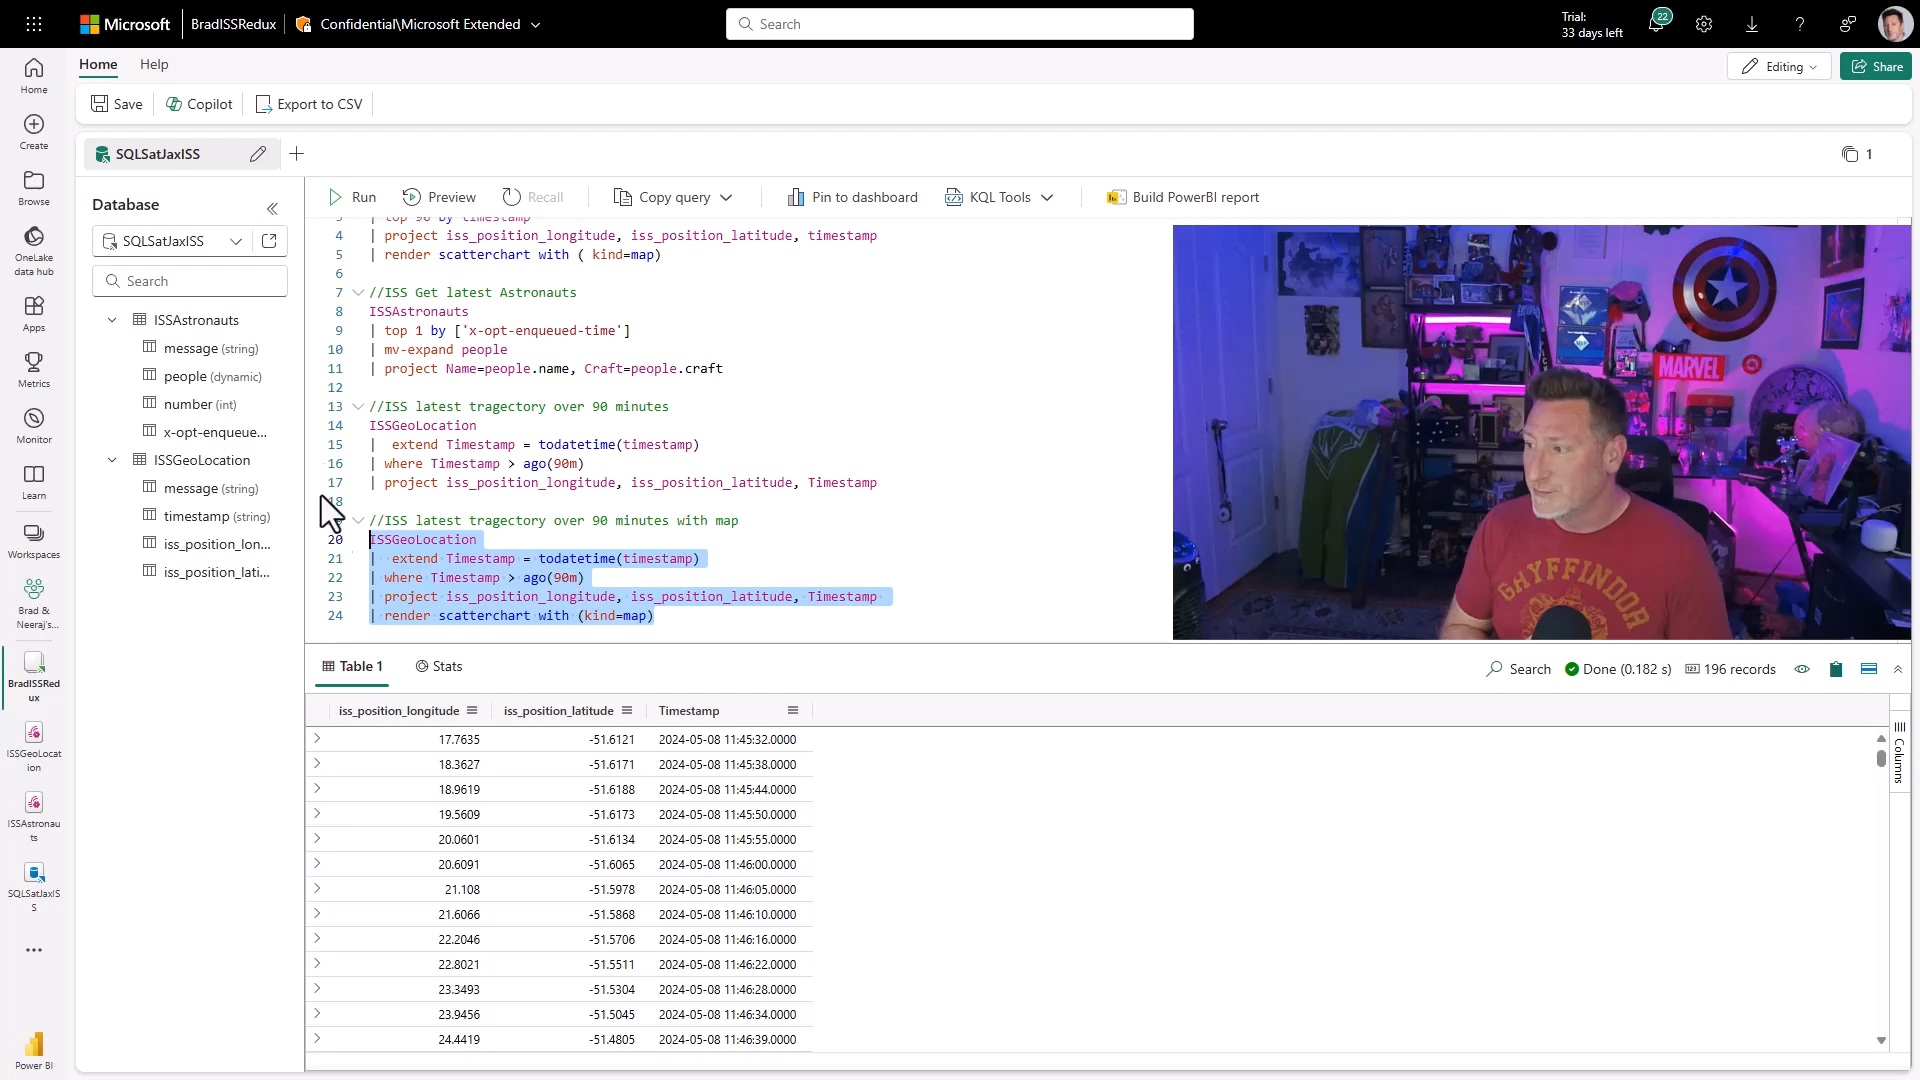 Microsoft
BradISSRedux
Confidential\Microsoft Extended
Search
Trial:
33 days left
22
Home
Help
Editing
Share
Save
Copilot
Export to CSV
SQLSatJaxISS
1
Home
Create
Browse
OneLake
data hub
Apps
Metrics
Monitor
Learn
Workspaces
Brad &
Neeraj's...
BradISSRed
ux
ISSGeoLocat
ion
ISSAstronau
ts
SQLSatJaxIS
S
Power BI
Database
SQLSatJaxISS
Search
ISSAstronauts
message (string)
people (dynamic)
number (int)
x-opt-enqueue...
ISSGeoLocation
message (string)
timestamp (string)
iss_position_lon...
iss_position_lati...
Run
Preview
Recall
Copy query
Pin to dashboard
KQL Tools
Build PowerBI report
3 | top 90 by timestamp
4 | project iss_position_longitude, iss_position_latitude, timestamp
5 | render scatterchart with ( kind=map)
6
7 //ISS Get latest Astronauts
8 ISSAstronauts
9 | top 1 by ['x-opt-enqueued-time']
10 | mv-expand people
11 | project Name=people.name, Craft=people.craft
12
13 //ISS latest tragectory over 90 minutes
14 ISSGeoLocation
15 | extend Timestamp = todatetime(timestamp)
16 | where Timestamp > ago(90m)
17 | project iss_position_longitude, iss_position_latitude, Timestamp
18
//ISS latest tragectory over 90 minutes with map
20 ISSGeoLocation
21 | extend Timestamp = todatetime(timestamp)
22 | where Timestamp > ago(90m)
23 | project iss_position_longitude, iss_position_latitude, Timestamp
24 | render scatterchart with (kind=map)
MARVEL
GRYFFINDOR
Table 1
Stats
Search
Done (0.182 s)
196 records
iss_position_longitude iss_position_latitude Timestamp
17.7635 -51.6121 2024-05-08 11:45:32.0000
18.3627 -51.6171 2024-05-08 11:45:38.0000
18.9619 -51.6188 2024-05-08 11:45:44.0000
19.5609 -51.6173 2024-05-08 11:45:50.0000
20.0601 -51.6134 2024-05-08 11:45:55.0000
20.6091 -51.6065 2024-05-08 11:46:00.0000
21.108 -51.5978 2024-05-08 11:46:05.0000
21.6066 -51.5868 2024-05-08 11:46:10.0000
22.2046 -51.5706 2024-05-08 11:46:16.0000
22.8021 -51.5511 2024-05-08 11:46:22.0000
23.3493 -51.5304 2024-05-08 11:46:28.0000
23.9456 -51.5045 2024-05-08 11:46:34.0000
24.4419 -51.4805 2024-05-08 11:46:39.0000
Columns